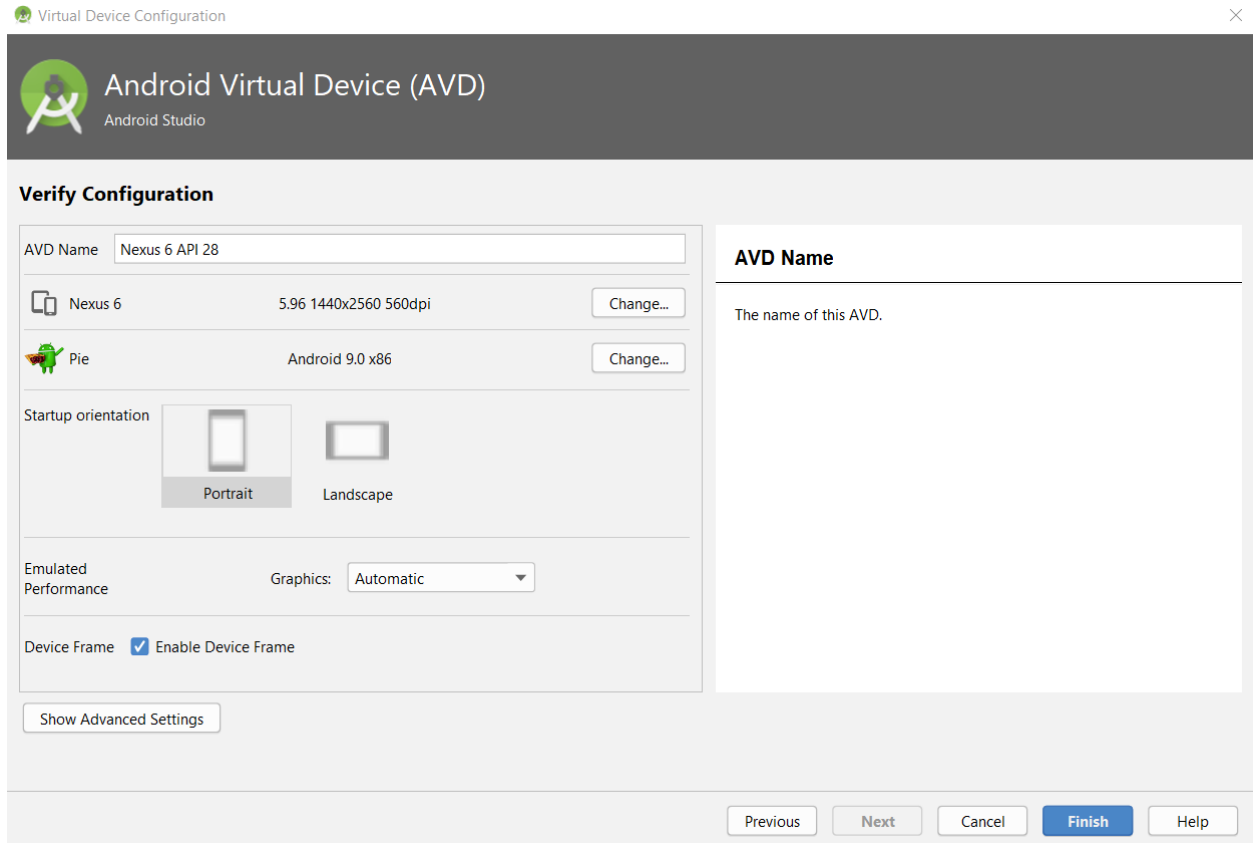 Virtual Device Configuration
Android Virtual Device (AVD)
Android Studio
Verify Configuration
AVD Name Nexus 6 API 28
Nexus 6 5.96 1440x2560 560dpi Change...
Pie Android 9.0 x86 Change...
Startup orientation
Portrait Landscape
Emulated
Performance
Graphics: Automatic
Device Frame Enable Device Frame
Show Advanced Settings
AVD Name
The name of this AVD.
Previous Next Cancel Finish Help